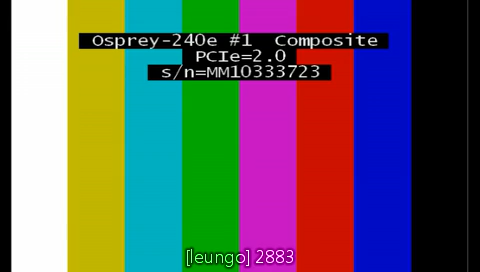 Osprey-240e #1 Composite
PCIe=2.0
s/n=MM10333723
[leungo] 2883